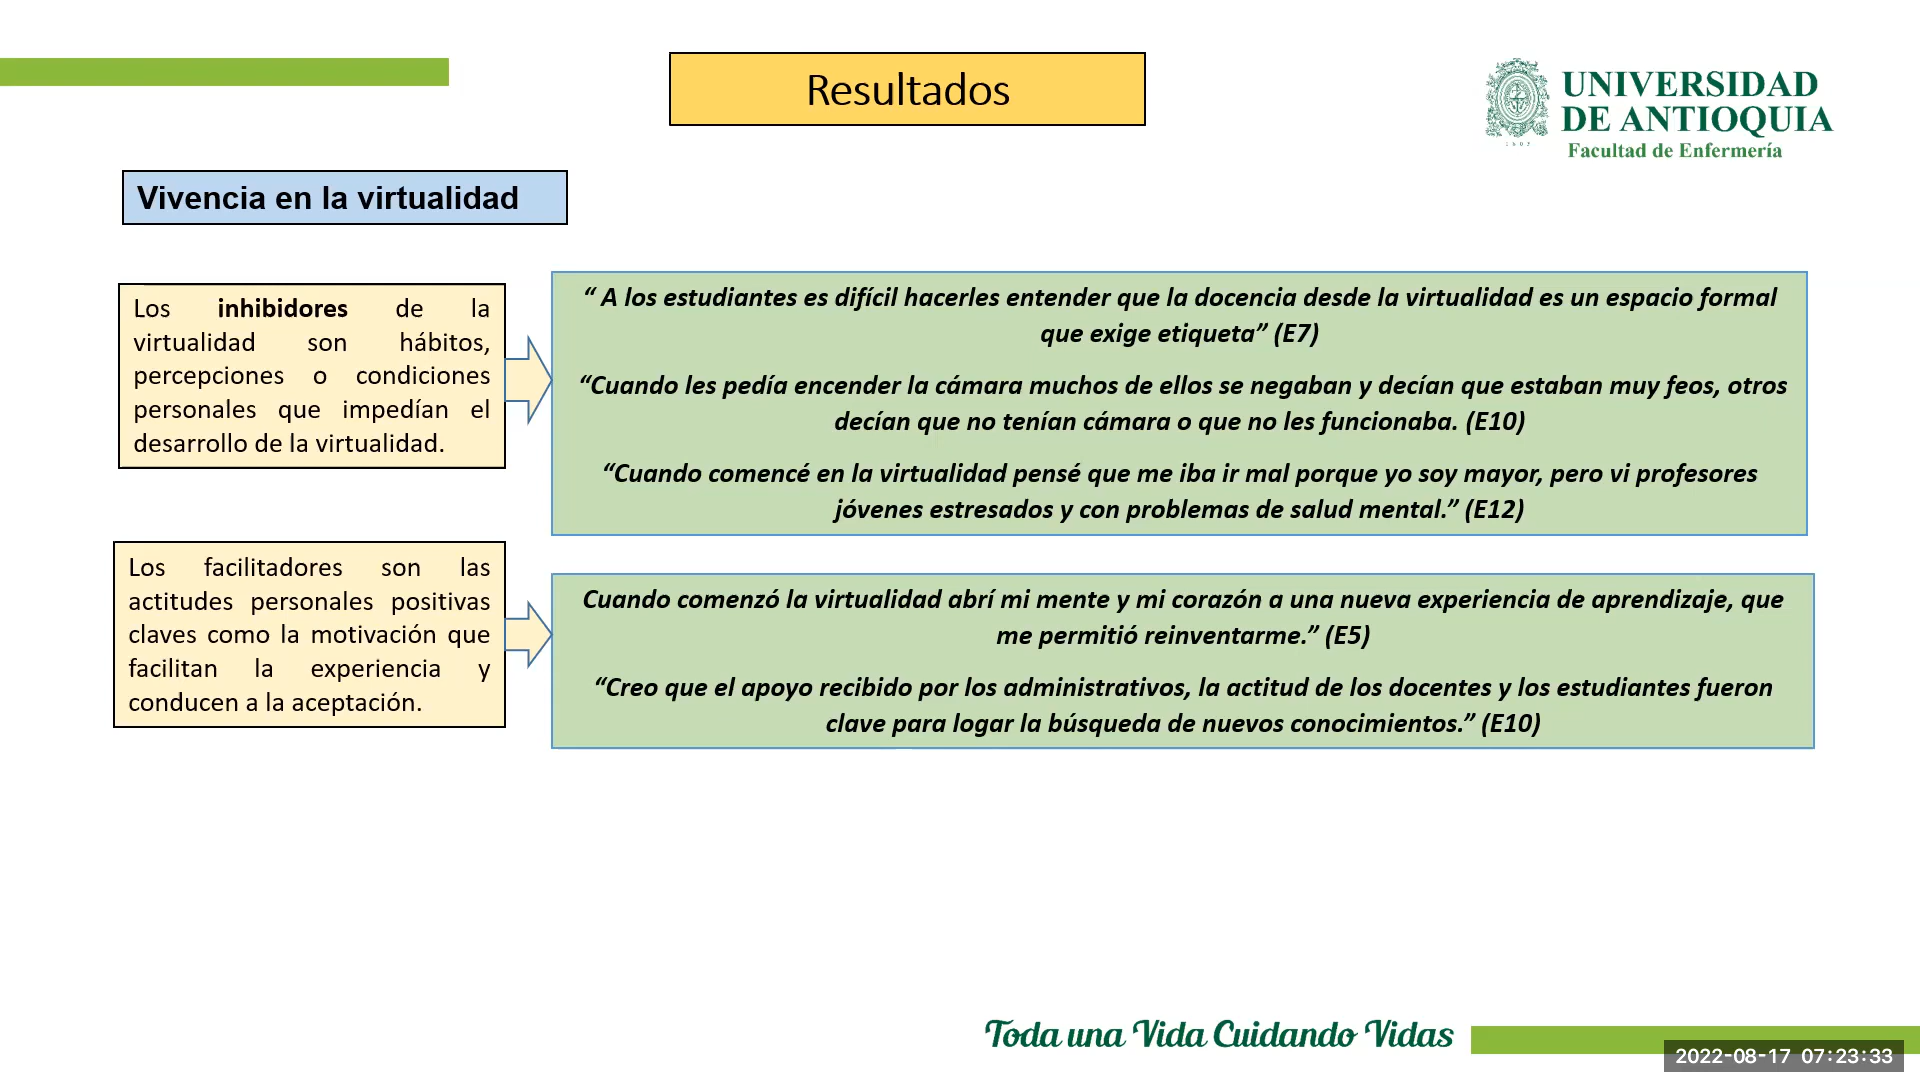 Resultados
UNIVERSIDAD
DE ANTIOQUIA
Facultad de Enfermería
1803
Vivencia en la virtualidad
Los inhibidores de la
virtualidad son hábitos,
percepciones o condiciones
personales que impedían el
desarrollo de la virtualidad.
“ A los estudiantes es difícil hacerles entender que la docencia desde la virtualidad es un espacio formal
que exige etiqueta” (E7)
“Cuando les pedía encender la cámara muchos de ellos se negaban y decían que estaban muy feos, otros
decían que no tenían cámara o que no les funcionaba. (E10)
“Cuando comencé en la virtualidad pensé que me iba ir mal porque yo soy mayor, pero vi profesores
jóvenes estresados y con problemas de salud mental.” (E12)
Los facilitadores son las
actitudes personales positivas
claves como la motivación que
facilitan la experiencia y
conducen a la aceptación.
Cuando comenzó la virtualidad abrí mi mente y mi corazón a una nueva experiencia de aprendizaje, que
me permitió reinventarme.” (E5)
“Creo que el apoyo recibido por los administrativos, la actitud de los docentes y los estudiantes fueron
clave para logar la búsqueda de nuevos conocimientos.” (E10)
Toda una Vida Cuidando Vidas
2022-08-17 07:23:33